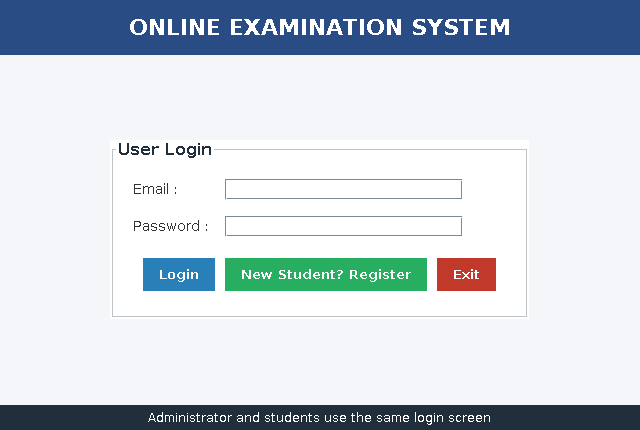 ONLINE EXAMINATION SYSTEM
User Login
Email :
Password :
Login New Student? Register Exit
Administrator and students use the same login screen